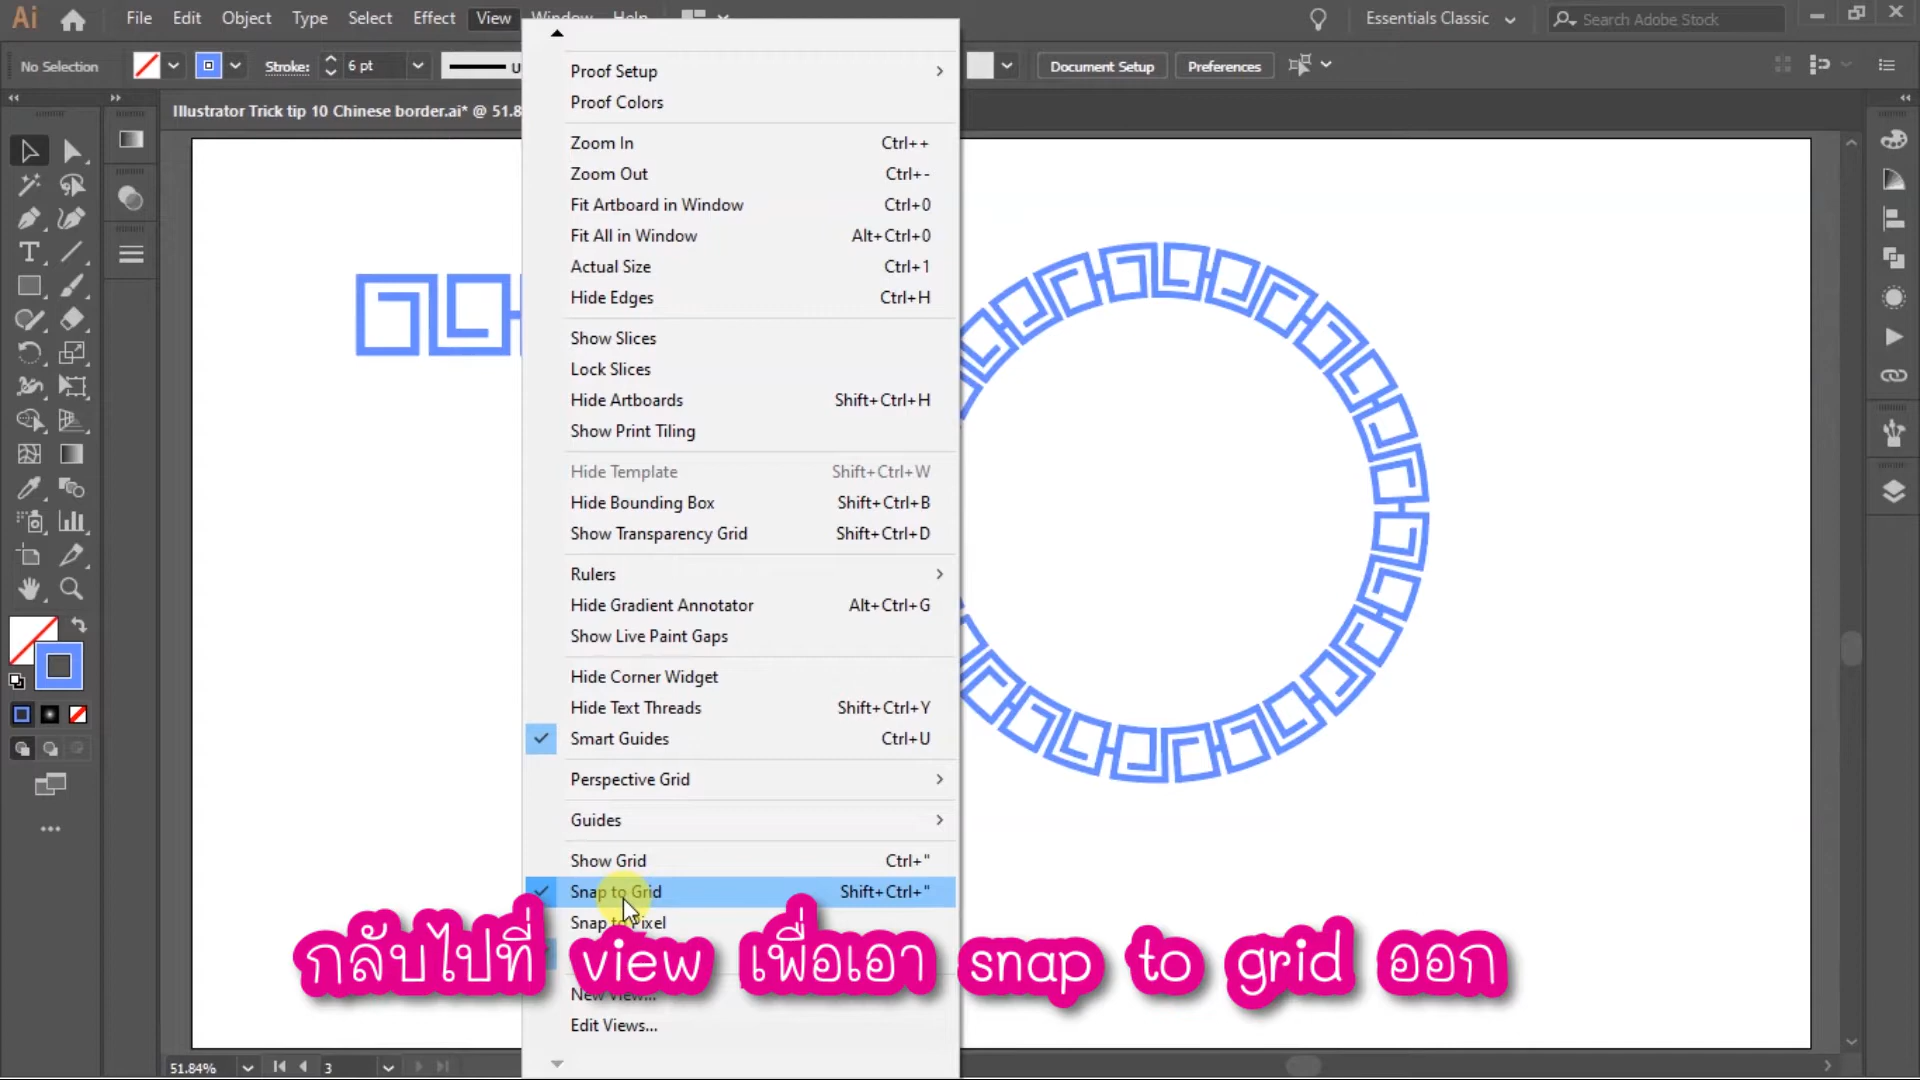 Ai
File Edit Object Type Select Effect View Window Help
Essentials Classic
Search Adobe Stock
No Selection
Stroke:
6 pt
U
Document Setup
Preferences
Illustrator Trick tip 10 Chinese border.ai* @ 51.8
Proof Setup
Proof Colors
Zoom In Ctrl++
Zoom Out Ctrl+-
Fit Artboard in Window Ctrl+0
Fit All in Window Alt+Ctrl+0
Actual Size Ctrl+1
Hide Edges Ctrl+H
Show Slices
Lock Slices
Hide Artboards Shift+Ctrl+H
Show Print Tiling
Hide Template Shift+Ctrl+W
Hide Bounding Box Shift+Ctrl+B
Show Transparency Grid Shift+Ctrl+D
Rulers
Hide Gradient Annotator Alt+Ctrl+G
Show Live Paint Gaps
Hide Corner Widget
Hide Text Threads Shift+Ctrl+Y
Smart Guides Ctrl+U
Perspective Grid
Guides
Show Grid Ctrl+"
Snap to Grid Shift+Ctrl+"
Snap to Pixel
กลับไปที่ view เพื่อเอา snap to grid ออก
New View...
Edit Views...
51.84%
3